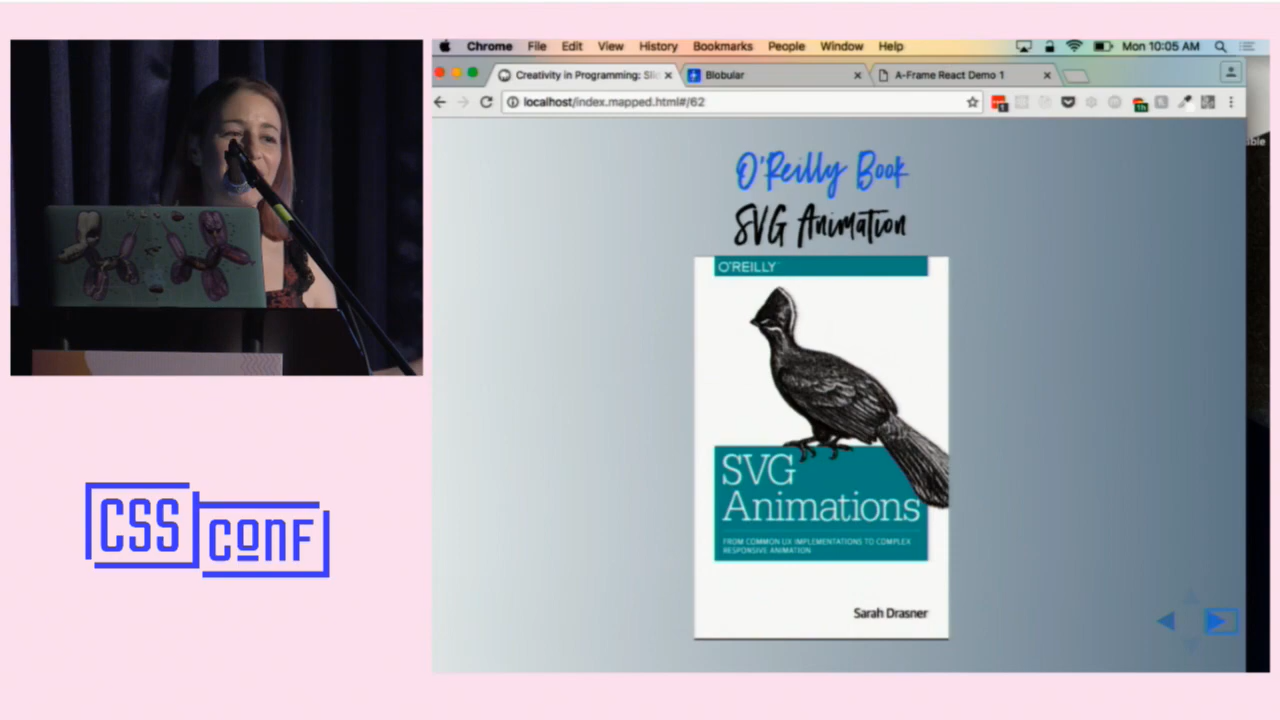 Chrome File Edit View History Bookmarks People Window Help Mon 10:05 AM
Creativity in Programming: Sli
Blobular
A-Frame React Demo 1
localhost/index.mapped.html#/62
O'Reilly Book
SVG Animation
O'REILLY
SVG
Animations
FROM COMMON UX IMPLEMENTATIONS TO COMPLEX
RESPONSIVE ANIMATION
Sarah Drasner
CSS
CONF